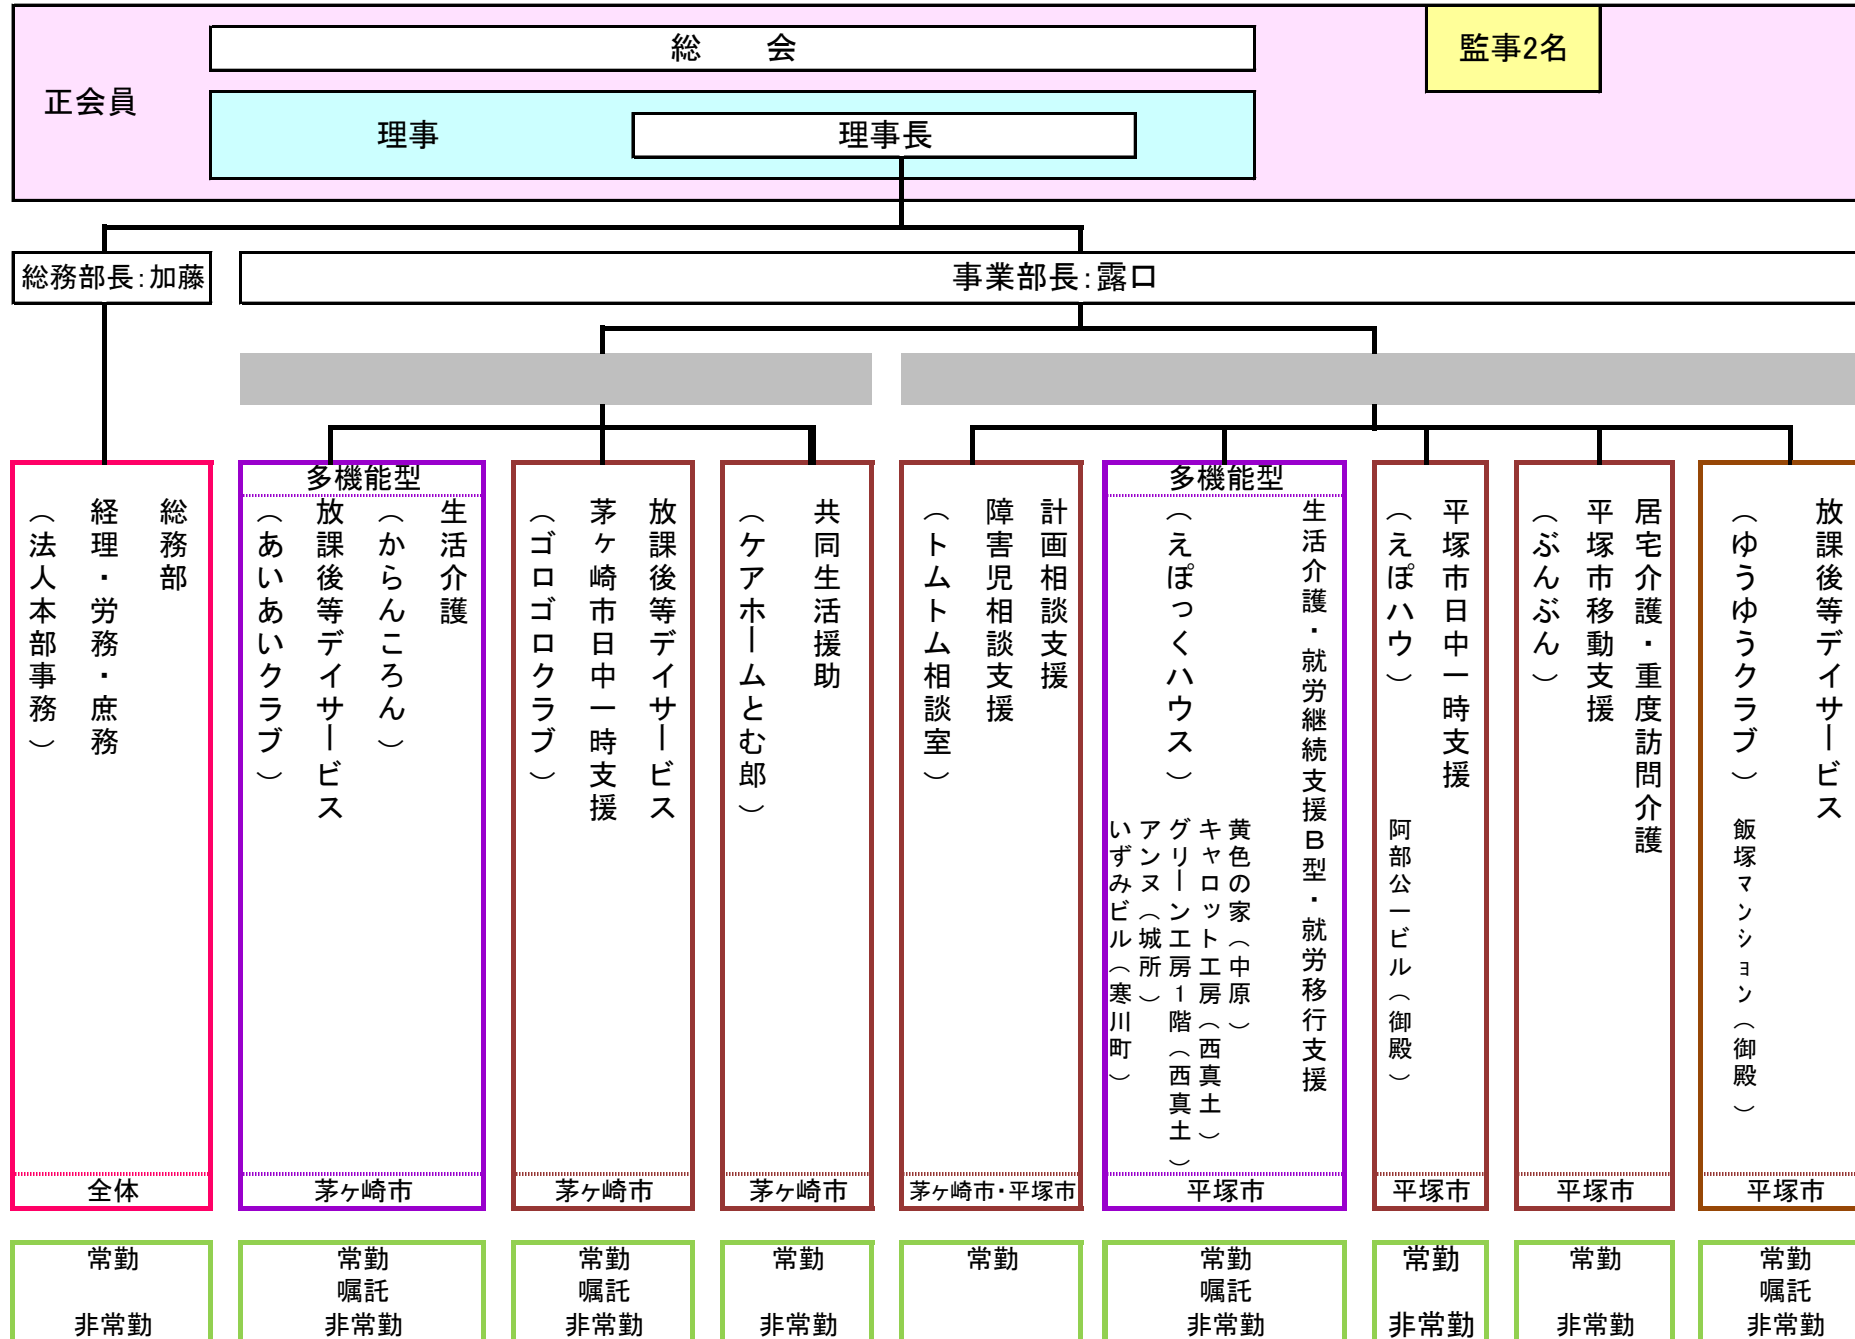 総　会
監事2名
正会員
理事
理事長
総務部長：加藤
事業部長：露口
総務部
経理・労務・庶務
（法人本部事務）
全体
多機能型
生活介護
（からんころん）
放課後等デイサービス
（あいあいクラブ）
茅ヶ崎市
放課後等デイサービス
茅ヶ崎市日中一時支援
（ゴロゴロクラブ）
茅ヶ崎市
共同生活援助
（ケアホームとむ郎）
茅ヶ崎市
計画相談支援
障害児相談支援
（トムトム相談室）
茅ヶ崎市・平塚市
多機能型
生活介護・就労継続支援B型・就労移行支援
（えぽっくハウス）
黄色の家（中原）
キャロット工房（西真土）
グリーン工房1階（西真土）
アンヌ（城所）
いずみビル（寒川町）
平塚市
平塚市日中一時支援
（えぽハウ）
阿部公一ビル（御殿）
平塚市
居宅介護・重度訪問介護
平塚市移動支援
（ぶんぶん）
平塚市
放課後等デイサービス
（ゆうゆうクラブ）
飯塚マンション（御殿）
平塚市
常勤
非常勤
常勤
嘱託
非常勤
常勤
嘱託
非常勤
常勤
非常勤
常勤
常勤
嘱託
非常勤
常勤
非常勤
常勤
非常勤
常勤
嘱託
非常勤